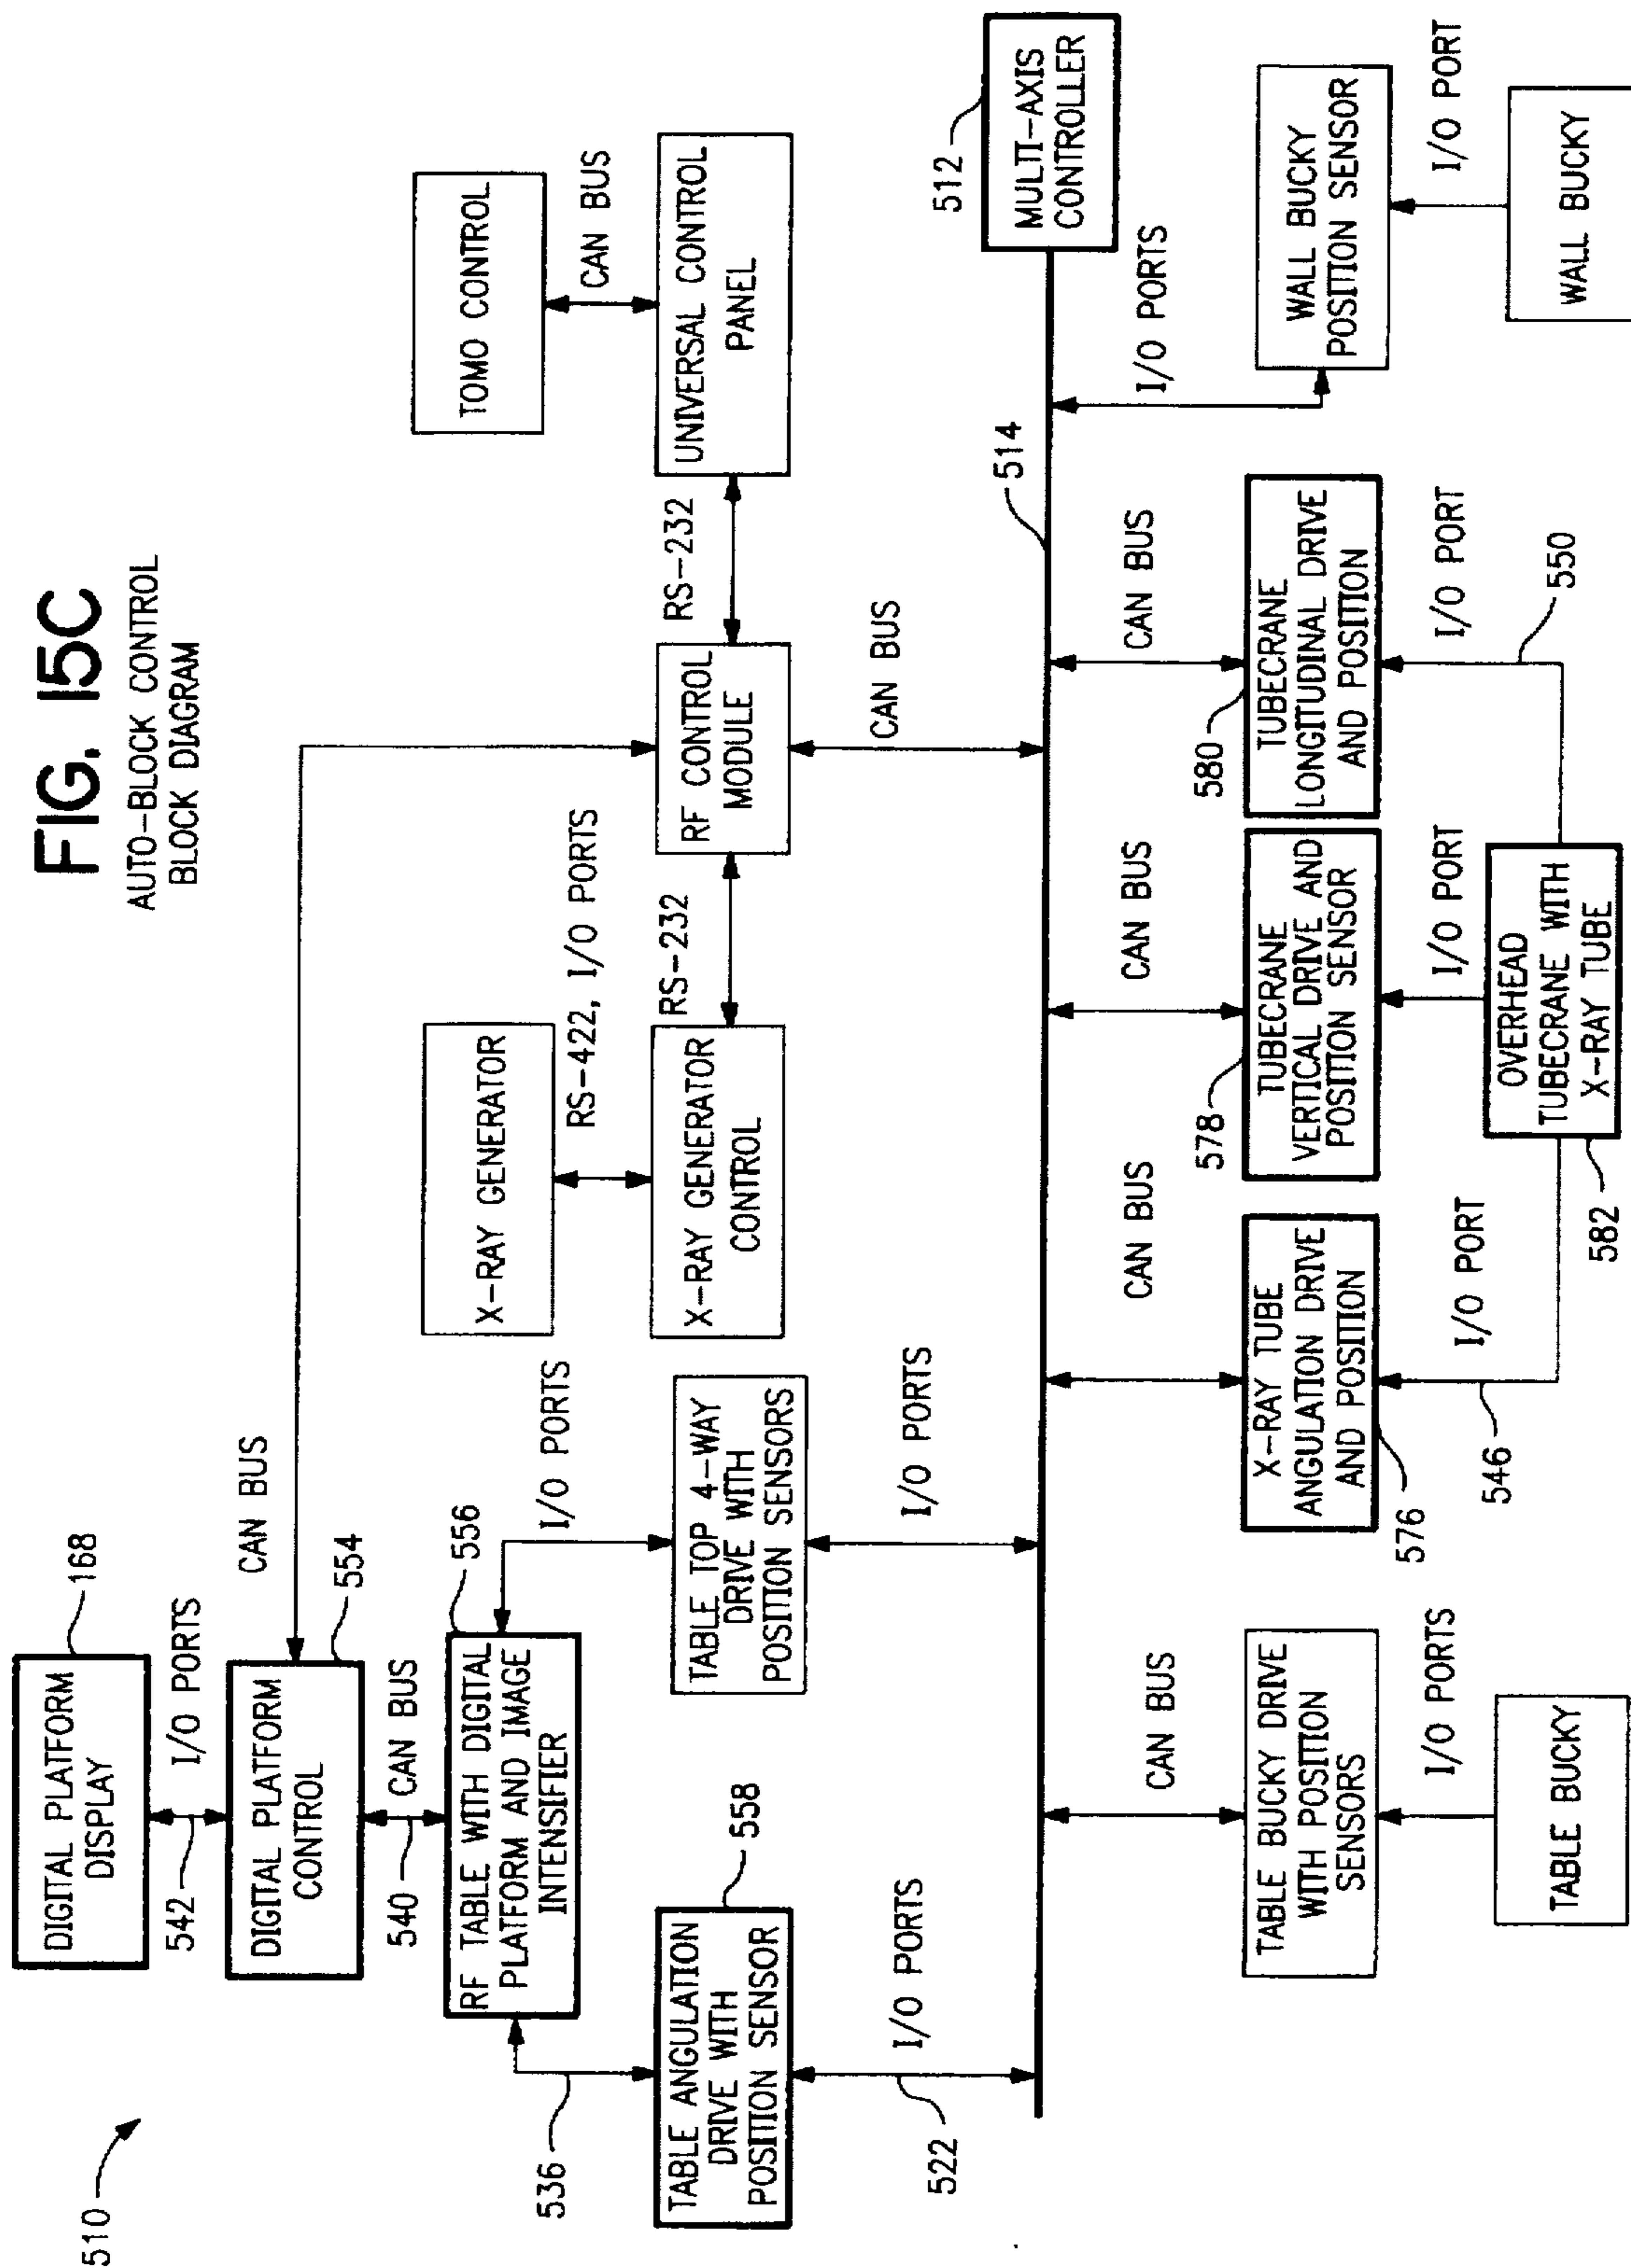 FIG. 15C
AUTO-BLOCK CONTROL
BLOCK DIAGRAM
510
DIGITAL PLATFORM
DISPLAY
168
542
I/O PORTS
DIGITAL PLATFORM
CONTROL
554
CAN BUS
540
CAN BUS
RF TABLE WITH DIGITAL
PLATFORM AND IMAGE
INTENSIFIER
556
536
I/O PORTS
TABLE ANGULATION
DRIVE WITH
POSITION SENSOR
558
TABLE TOP 4-WAY
DRIVE WITH
POSITION SENSORS
522
I/O PORTS
I/O PORTS
X-RAY GENERATOR
RS-422, I/O PORTS
X-RAY GENERATOR
CONTROL
RS-232
RF CONTROL
MODULE
RS-232
TOMO CONTROL
CAN BUS
UNIVERSAL CONTROL
PANEL
CAN BUS
514
512
MULTI-AXIS
CONTROLLER
CAN BUS
TABLE BUCKY DRIVE
WITH POSITION
SENSORS
I/O PORTS
TABLE BUCKY
CAN BUS
X-RAY TUBE
ANGULATION DRIVE
AND POSITION
576
546
I/O PORT
CAN BUS
578
TUBECRANE
VERTICAL DRIVE AND
POSITION SENSOR
I/O PORT
CAN BUS
580
TUBECRANE
LONGITUDINAL DRIVE
AND POSITION
I/O PORT
550
OVERHEAD
TUBECRANE WITH
X-RAY TUBE
582
I/O PORTS
WALL BUCKY
POSITION SENSOR
I/O PORT
WALL BUCKY